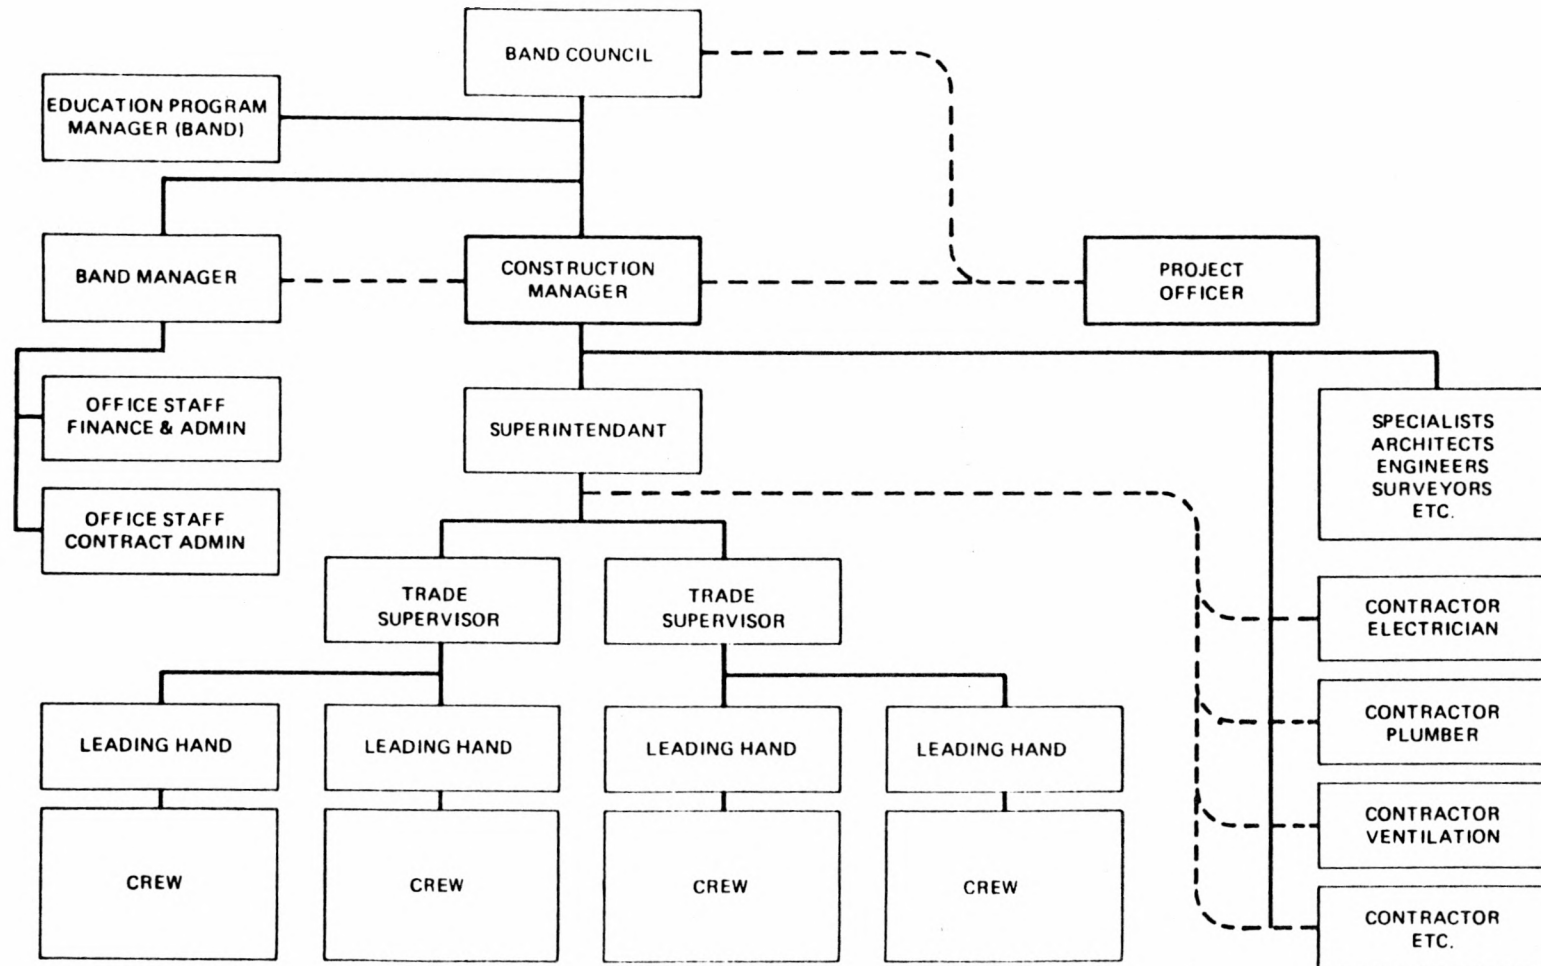 BAND COUNCIL
EDUCATION PROGRAM
MANAGER (BAND)
BAND MANAGER
CONSTRUCTION
MANAGER
PROJECT
OFFICER
OFFICE STAFF
FINANCE & ADMIN
SUPERINTENDANT
SPECIALISTS
ARCHITECTS
ENGINEERS
SURVEYORS
ETC.
OFFICE STAFF
CONTRACT ADMIN
TRADE
SUPERVISOR
TRADE
SUPERVISOR
CONTRACTOR
ELECTRICIAN
LEADING HAND
LEADING HAND
LEADING HAND
LEADING HAND
CONTRACTOR
PLUMBER
CONTRACTOR
VENTILATION
CREW
CREW
CREW
CREW
CONTRACTOR
ETC.